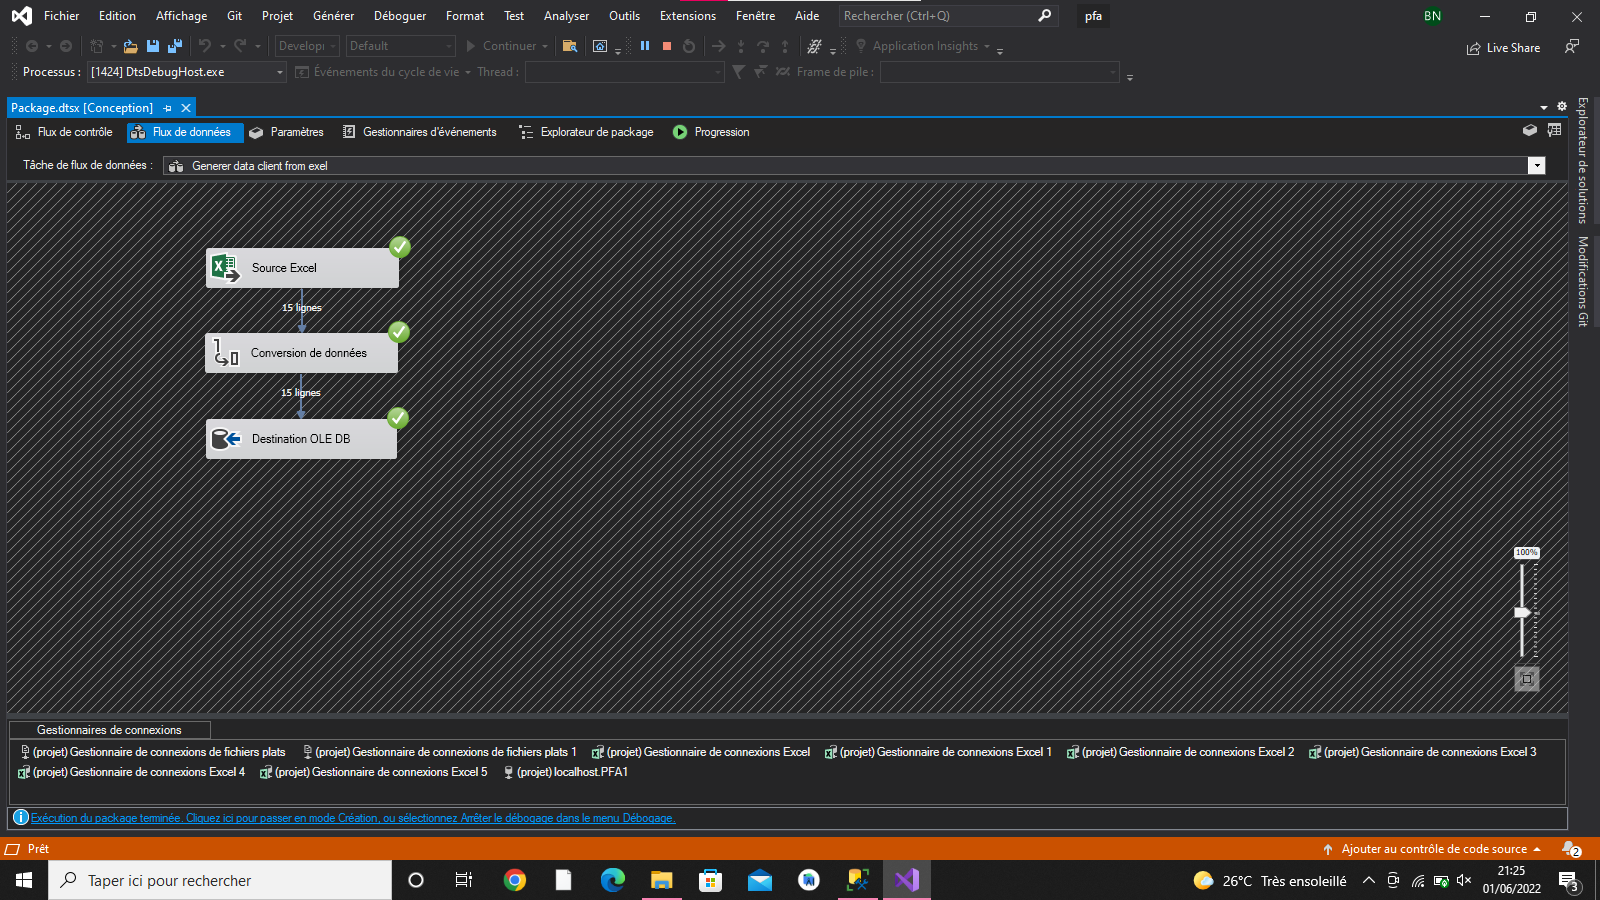 Fichier Edition Affichage Git Projet Générer Déboguer Format Test Analyser Outils Extensions Fenêtre Aide Rechercher (Ctrl+Q) pfa BN
Developi Default Continuer Application Insights Live Share
Processus : [1424] DtsDebugHost.exe Événements du cycle de vie Thread : Frame de pile :
Package.dtsx [Conception]
Flux de contrôle Flux de données Paramètres Gestionnaires d'événements Explorateur de package Progression
Tâche de flux de données : Generer data client from exel
Explorateur de solutions
Modifications Git
Source Excel
15 lignes
Conversion de données
15 lignes
Destination OLE DB
100%
Gestionnaires de connexions
(projet) Gestionnaire de connexions de fichiers plats (projet) Gestionnaire de connexions de fichiers plats 1 (projet) Gestionnaire de connexions Excel (projet) Gestionnaire de connexions Excel 1 (projet) Gestionnaire de connexions Excel 2 (projet) Gestionnaire de connexions Excel 3
(projet) Gestionnaire de connexions Excel 4 (projet) Gestionnaire de connexions Excel 5 (projet) localhost.PFA1
Exécution du package terminée. Cliquez ici pour passer en mode Création, ou sélectionnez Arrêter le débogage dans le menu Débogage.
Prêt Ajouter au contrôle de code source 2
Taper ici pour rechercher 26°C Très ensoleillé 21:25
01/06/2022 3